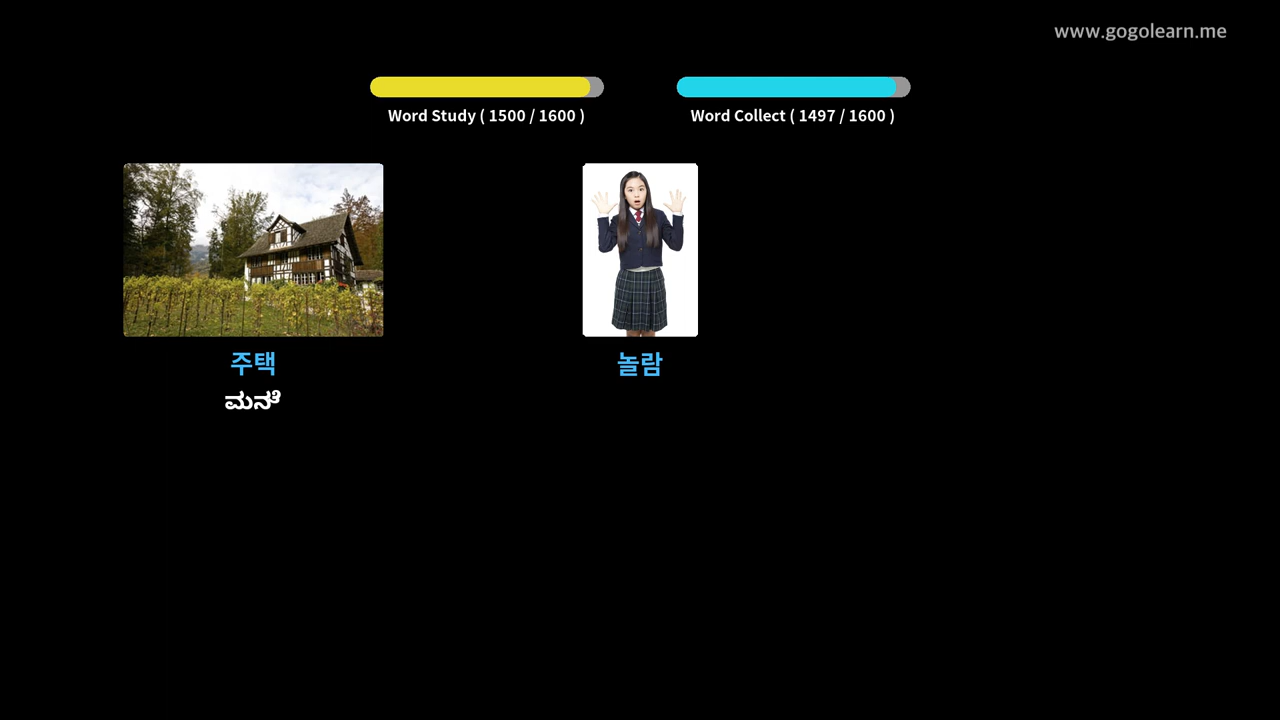 www.gogolearn.me
Word Study ( 1500 / 1600 )
Word Collect ( 1497 / 1600 )
주택
놀람
ಮನೆ